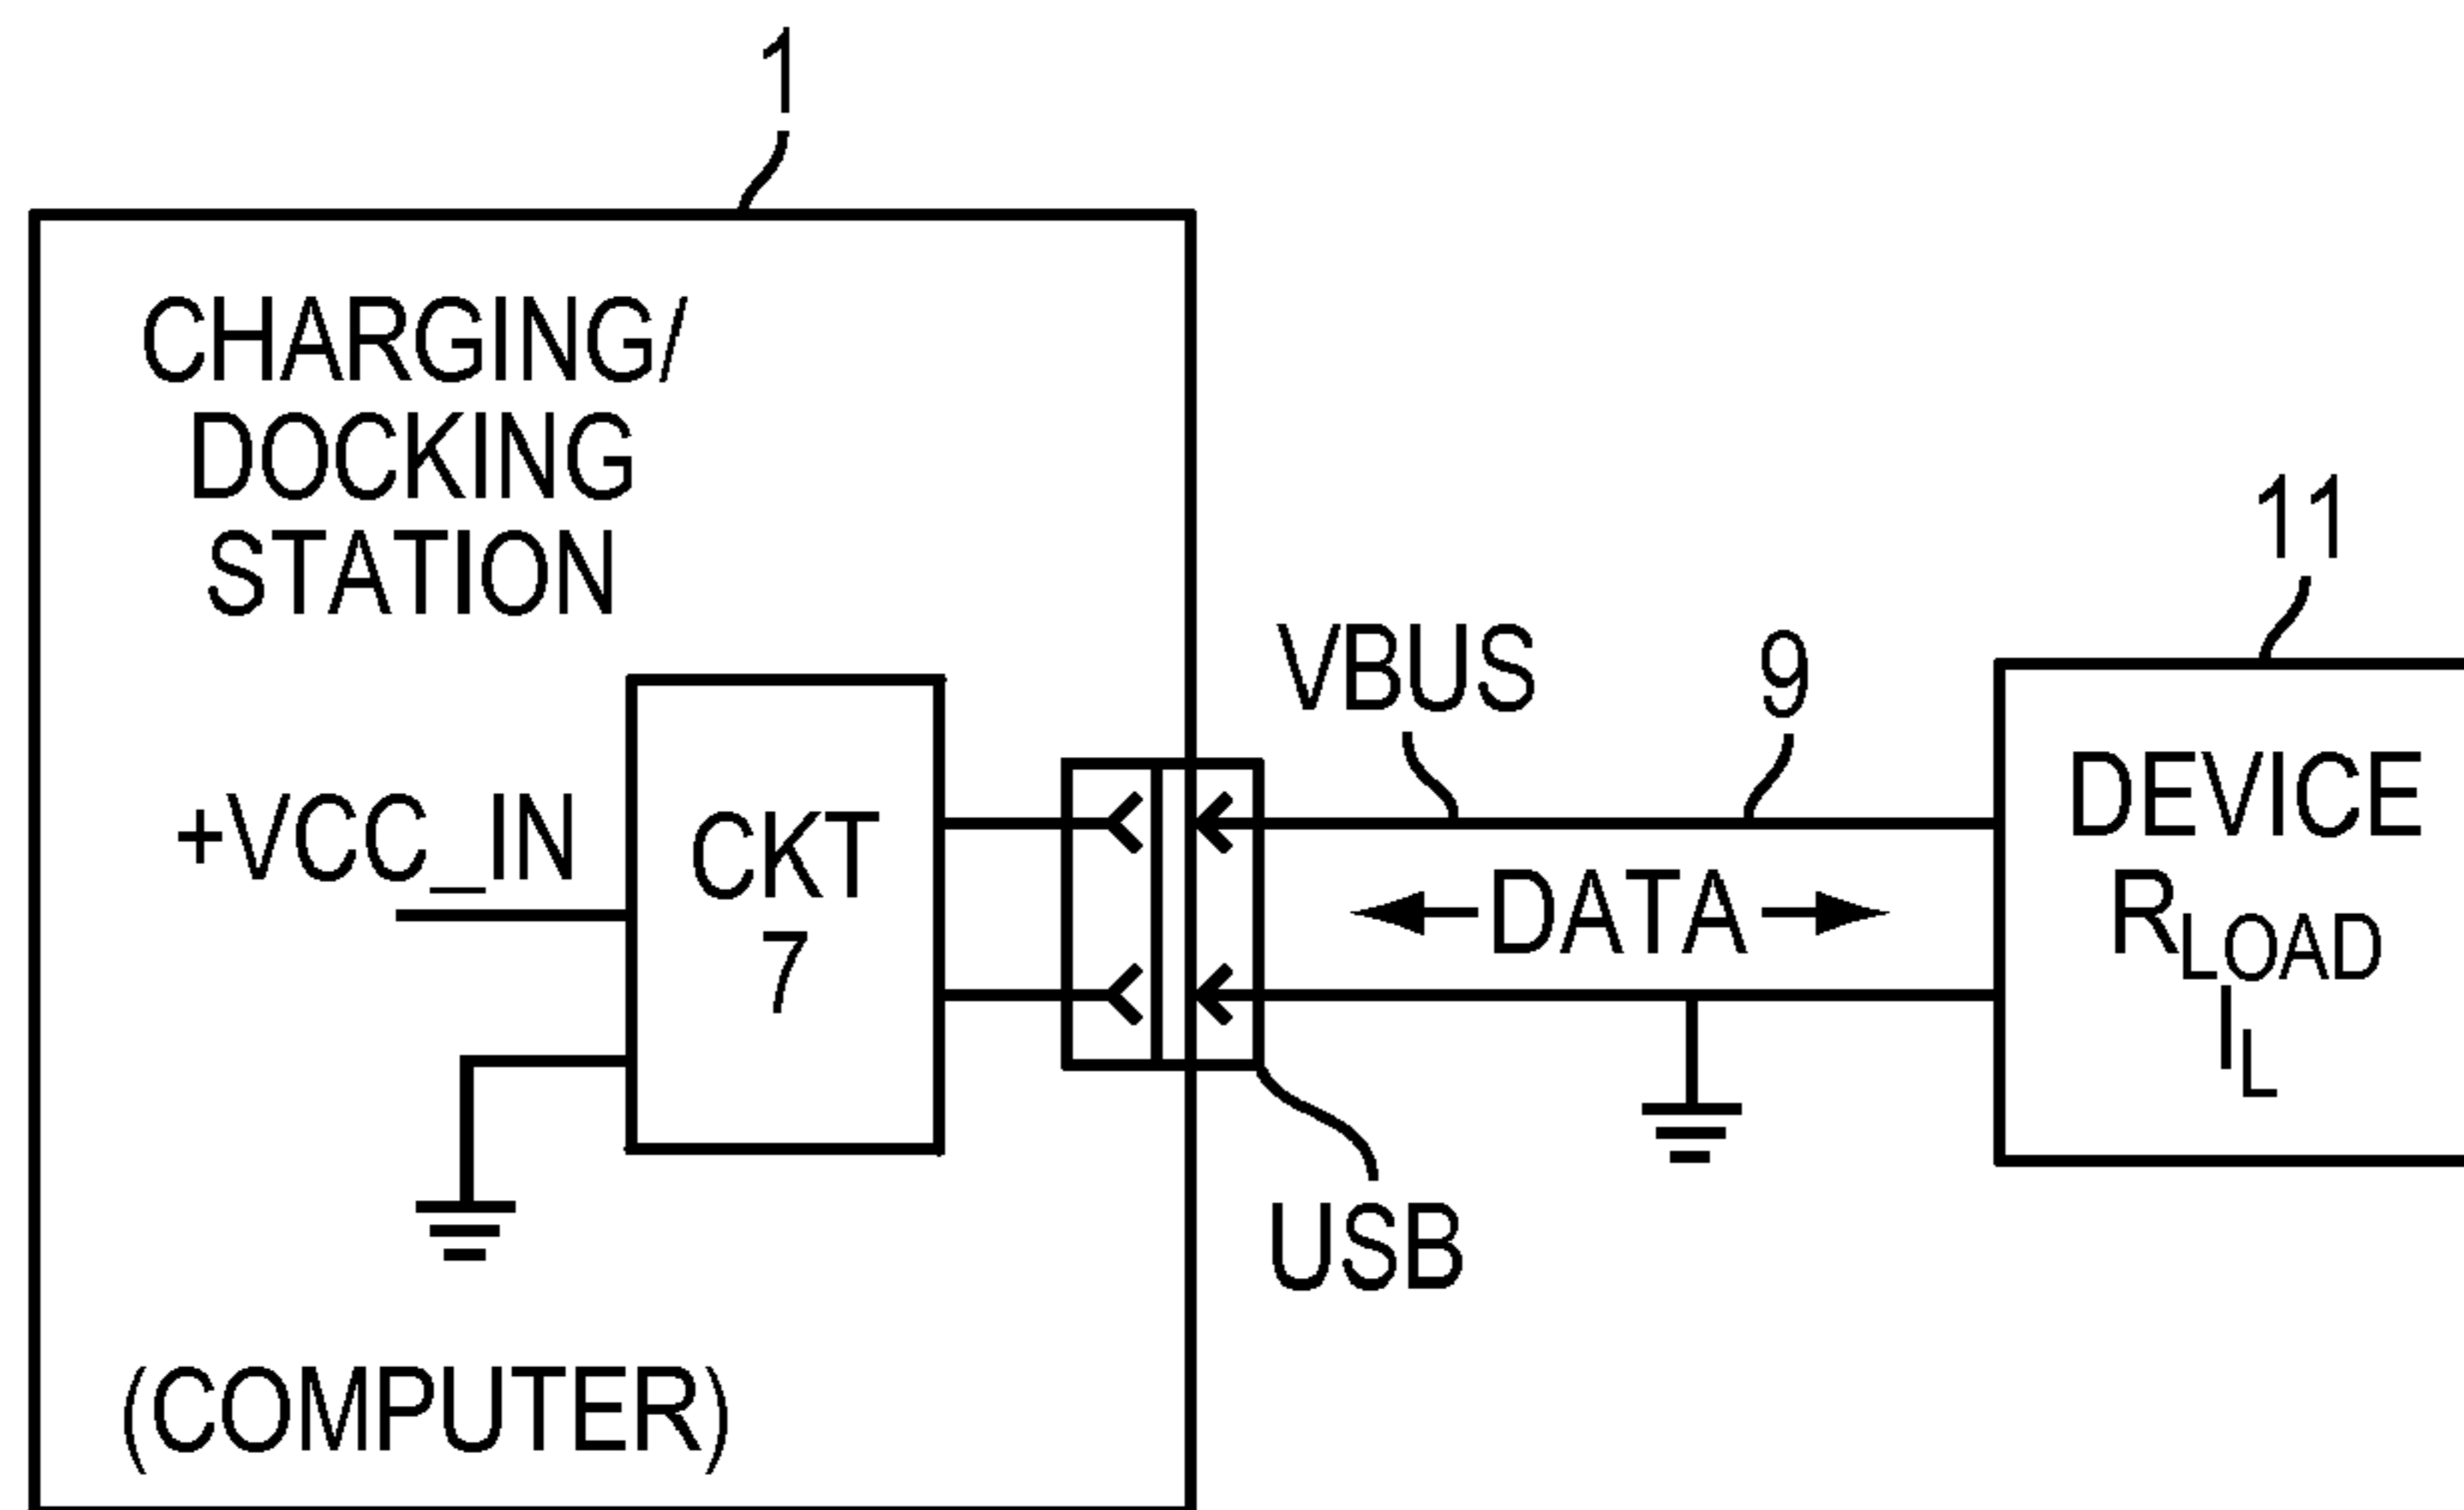 1
CHARGING/
DOCKING
STATION
+VCC_IN
CKT
7
(COMPUTER)
VBUS
9
DATA
USB
11
DEVICE
RLOAD
IL